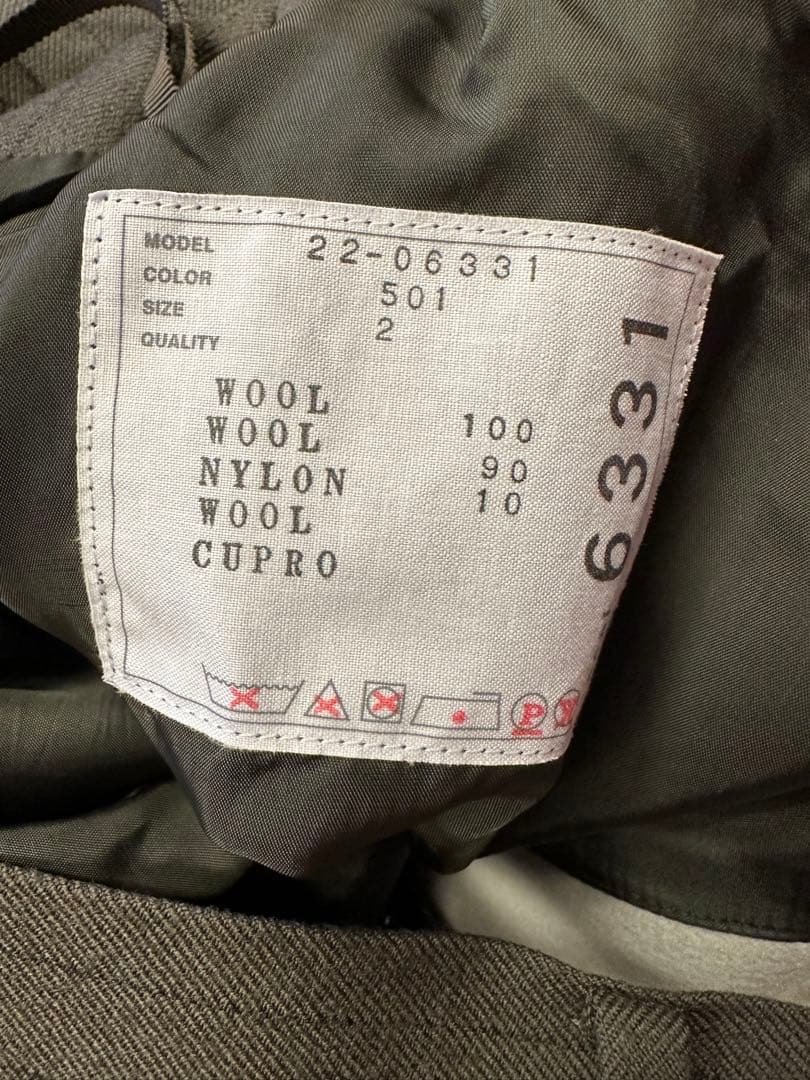 MODEL 22-06331
COLOR 501
SIZE 2
QUALITY
WOOL
WOOL 100
NYLON 90
WOOL 10
CUPRO
6331
P